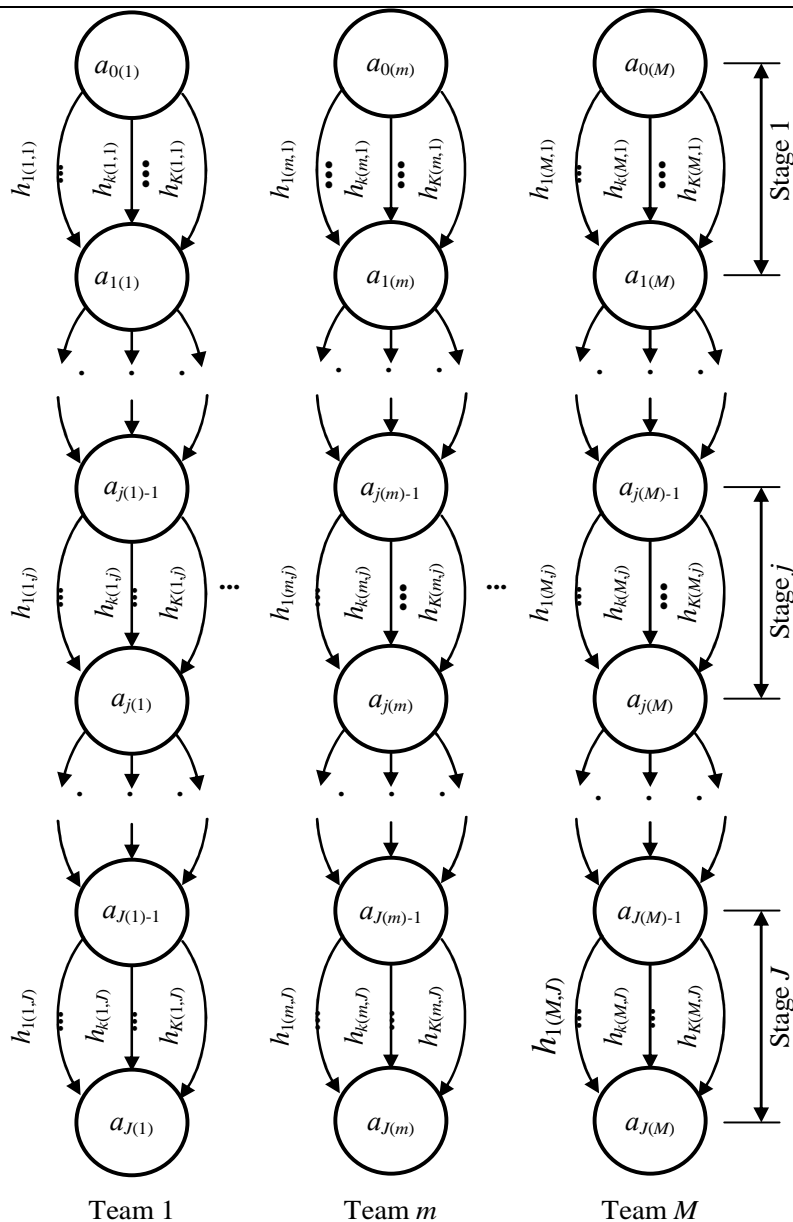 a0(1) a0(m) a0(M)
h1(1,1) hk(1,1) hK(1,1) h1(m,1) hk(m,1) hK(m,1) h1(M,1) hk(M,1) hK(M,1) Stage 1
a1(1) a1(m) a1(M)
aj(1)-1 aj(m)-1 aj(M)-1
h1(1,j) hk(1,j) hK(1,j) ... h1(m,j) hk(m,j) hK(m,j) ... h1(M,j) hk(M,j) hK(M,j) Stage j
aj(1) aj(m) aj(M)
aJ(1)-1 aJ(m)-1 aJ(M)-1
h1(1,J) hk(1,J) hK(1,J) h1(m,J) hk(m,J) hK(m,J) h1(M,J) hk(M,J) hK(M,J) Stage J
aJ(1) aJ(m) aJ(M)
Team 1 Team m Team M